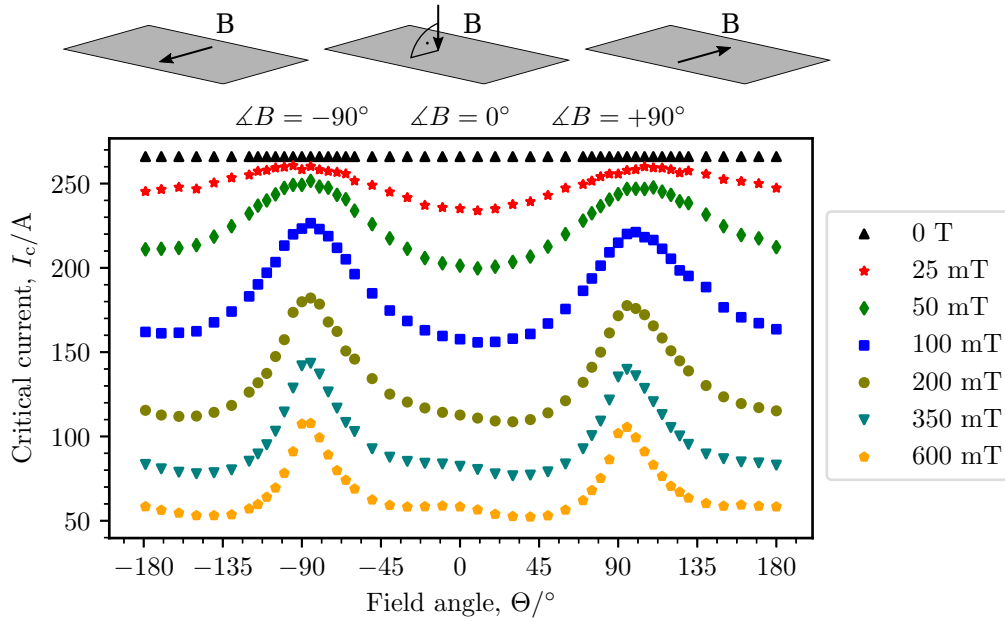 B B B
∡B = −90° ∡B = 0° ∡B = +90°
Critical current, I_c/A
250
200
150
100
50
−180 −135 −90 −45 0 45 90 135 180
Field angle, Θ/°
0 T
25 mT
50 mT
100 mT
200 mT
350 mT
600 mT